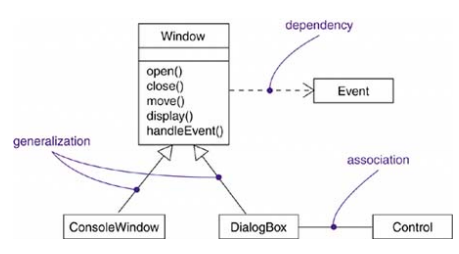 dependency
Window
open()
close()
move()
display()
handleEvent()
Event
generalization
association
ConsoleWindow
DialogBox
Control